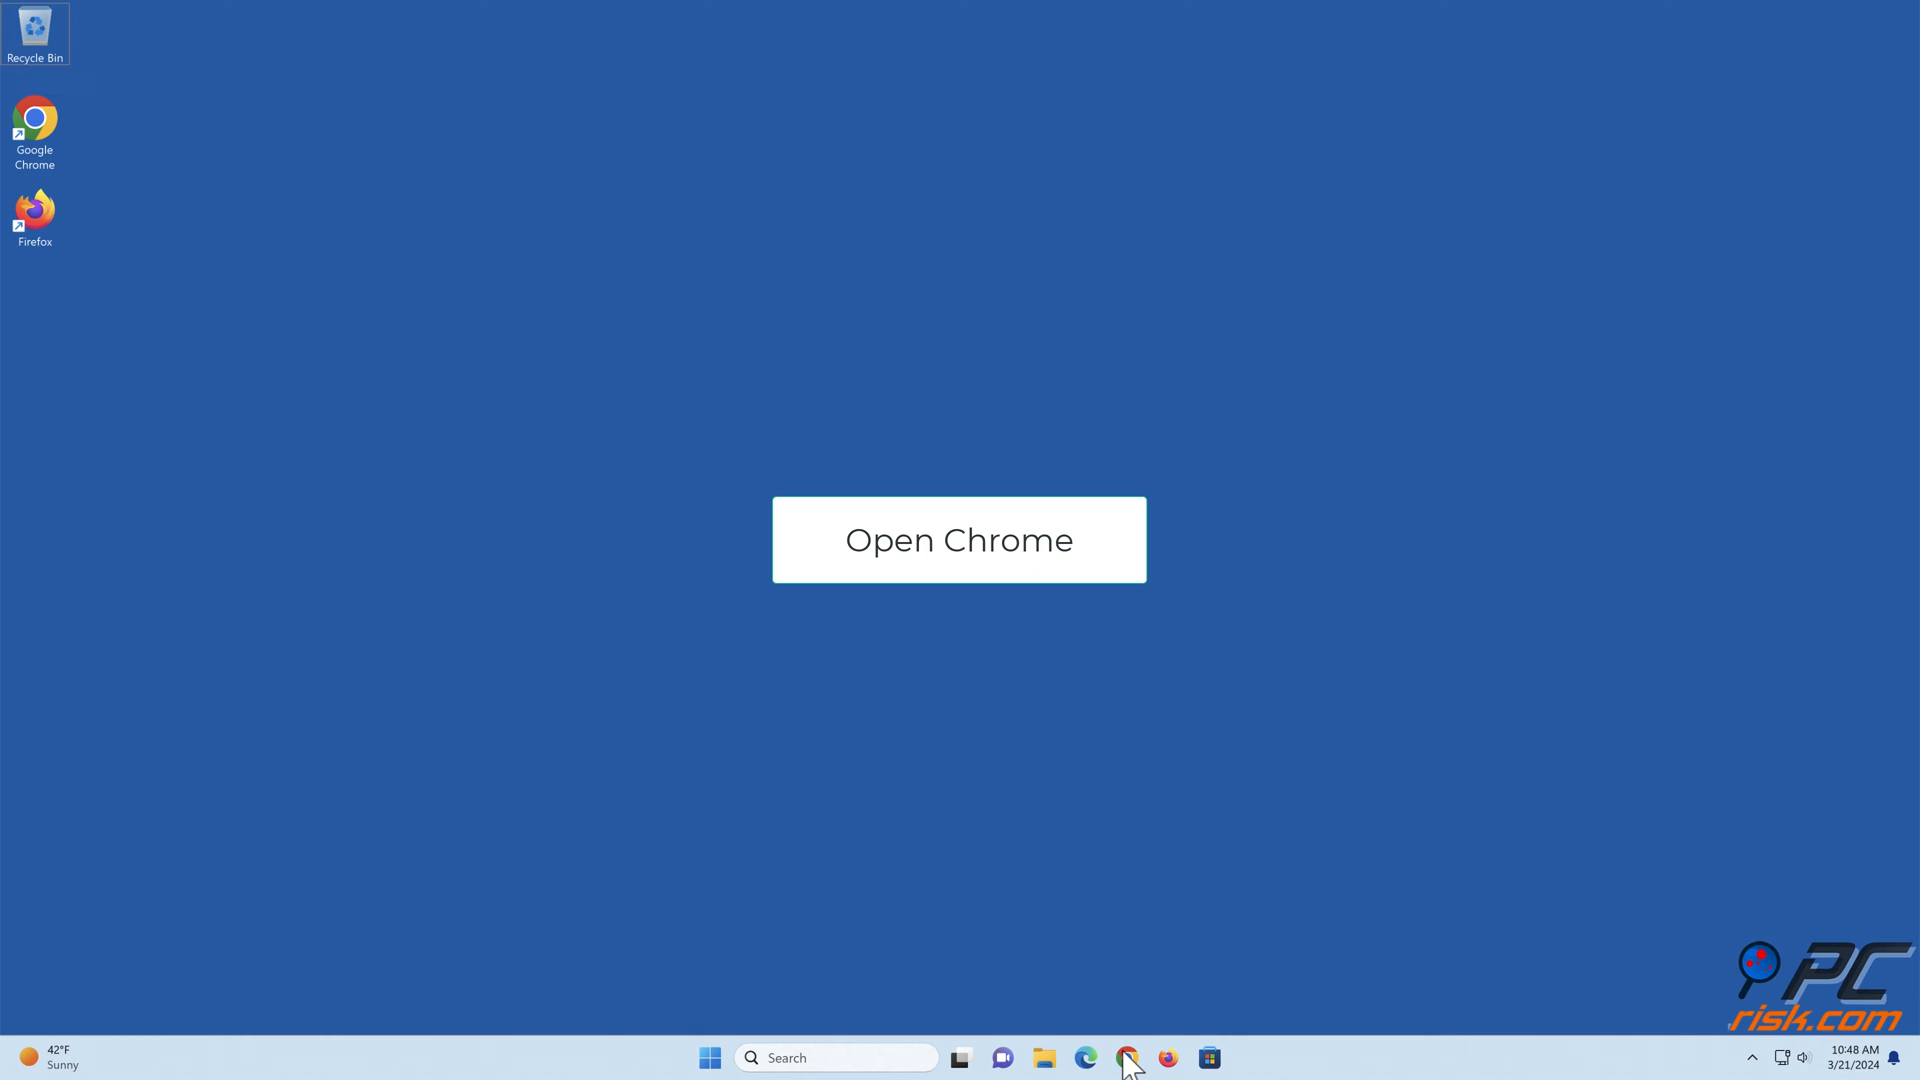 Recycle Bin
Google
Chrome
Firefox
Open Chrome
PC
risk.com
42°F
Sunny
Search
10:48 AM
3/21/2024